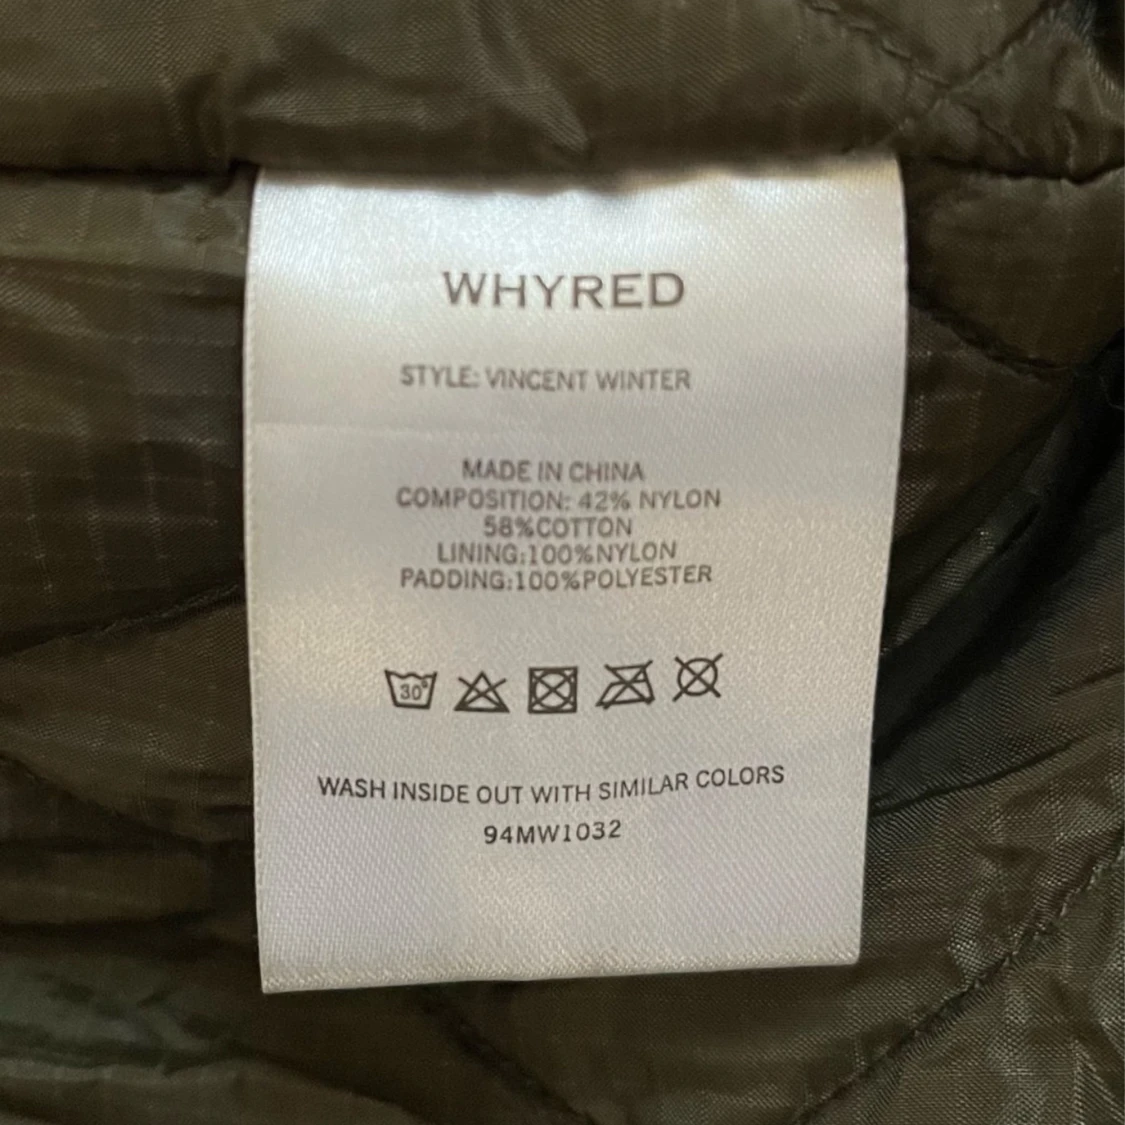 WHYRED
STYLE: VINCENT WINTER
MADE IN CHINA
COMPOSITION: 42% NYLON
58%COTTON
LINING:100%NYLON
PADDING:100%POLYESTER
30°
WASH INSIDE OUT WITH SIMILAR COLORS
94MW1032